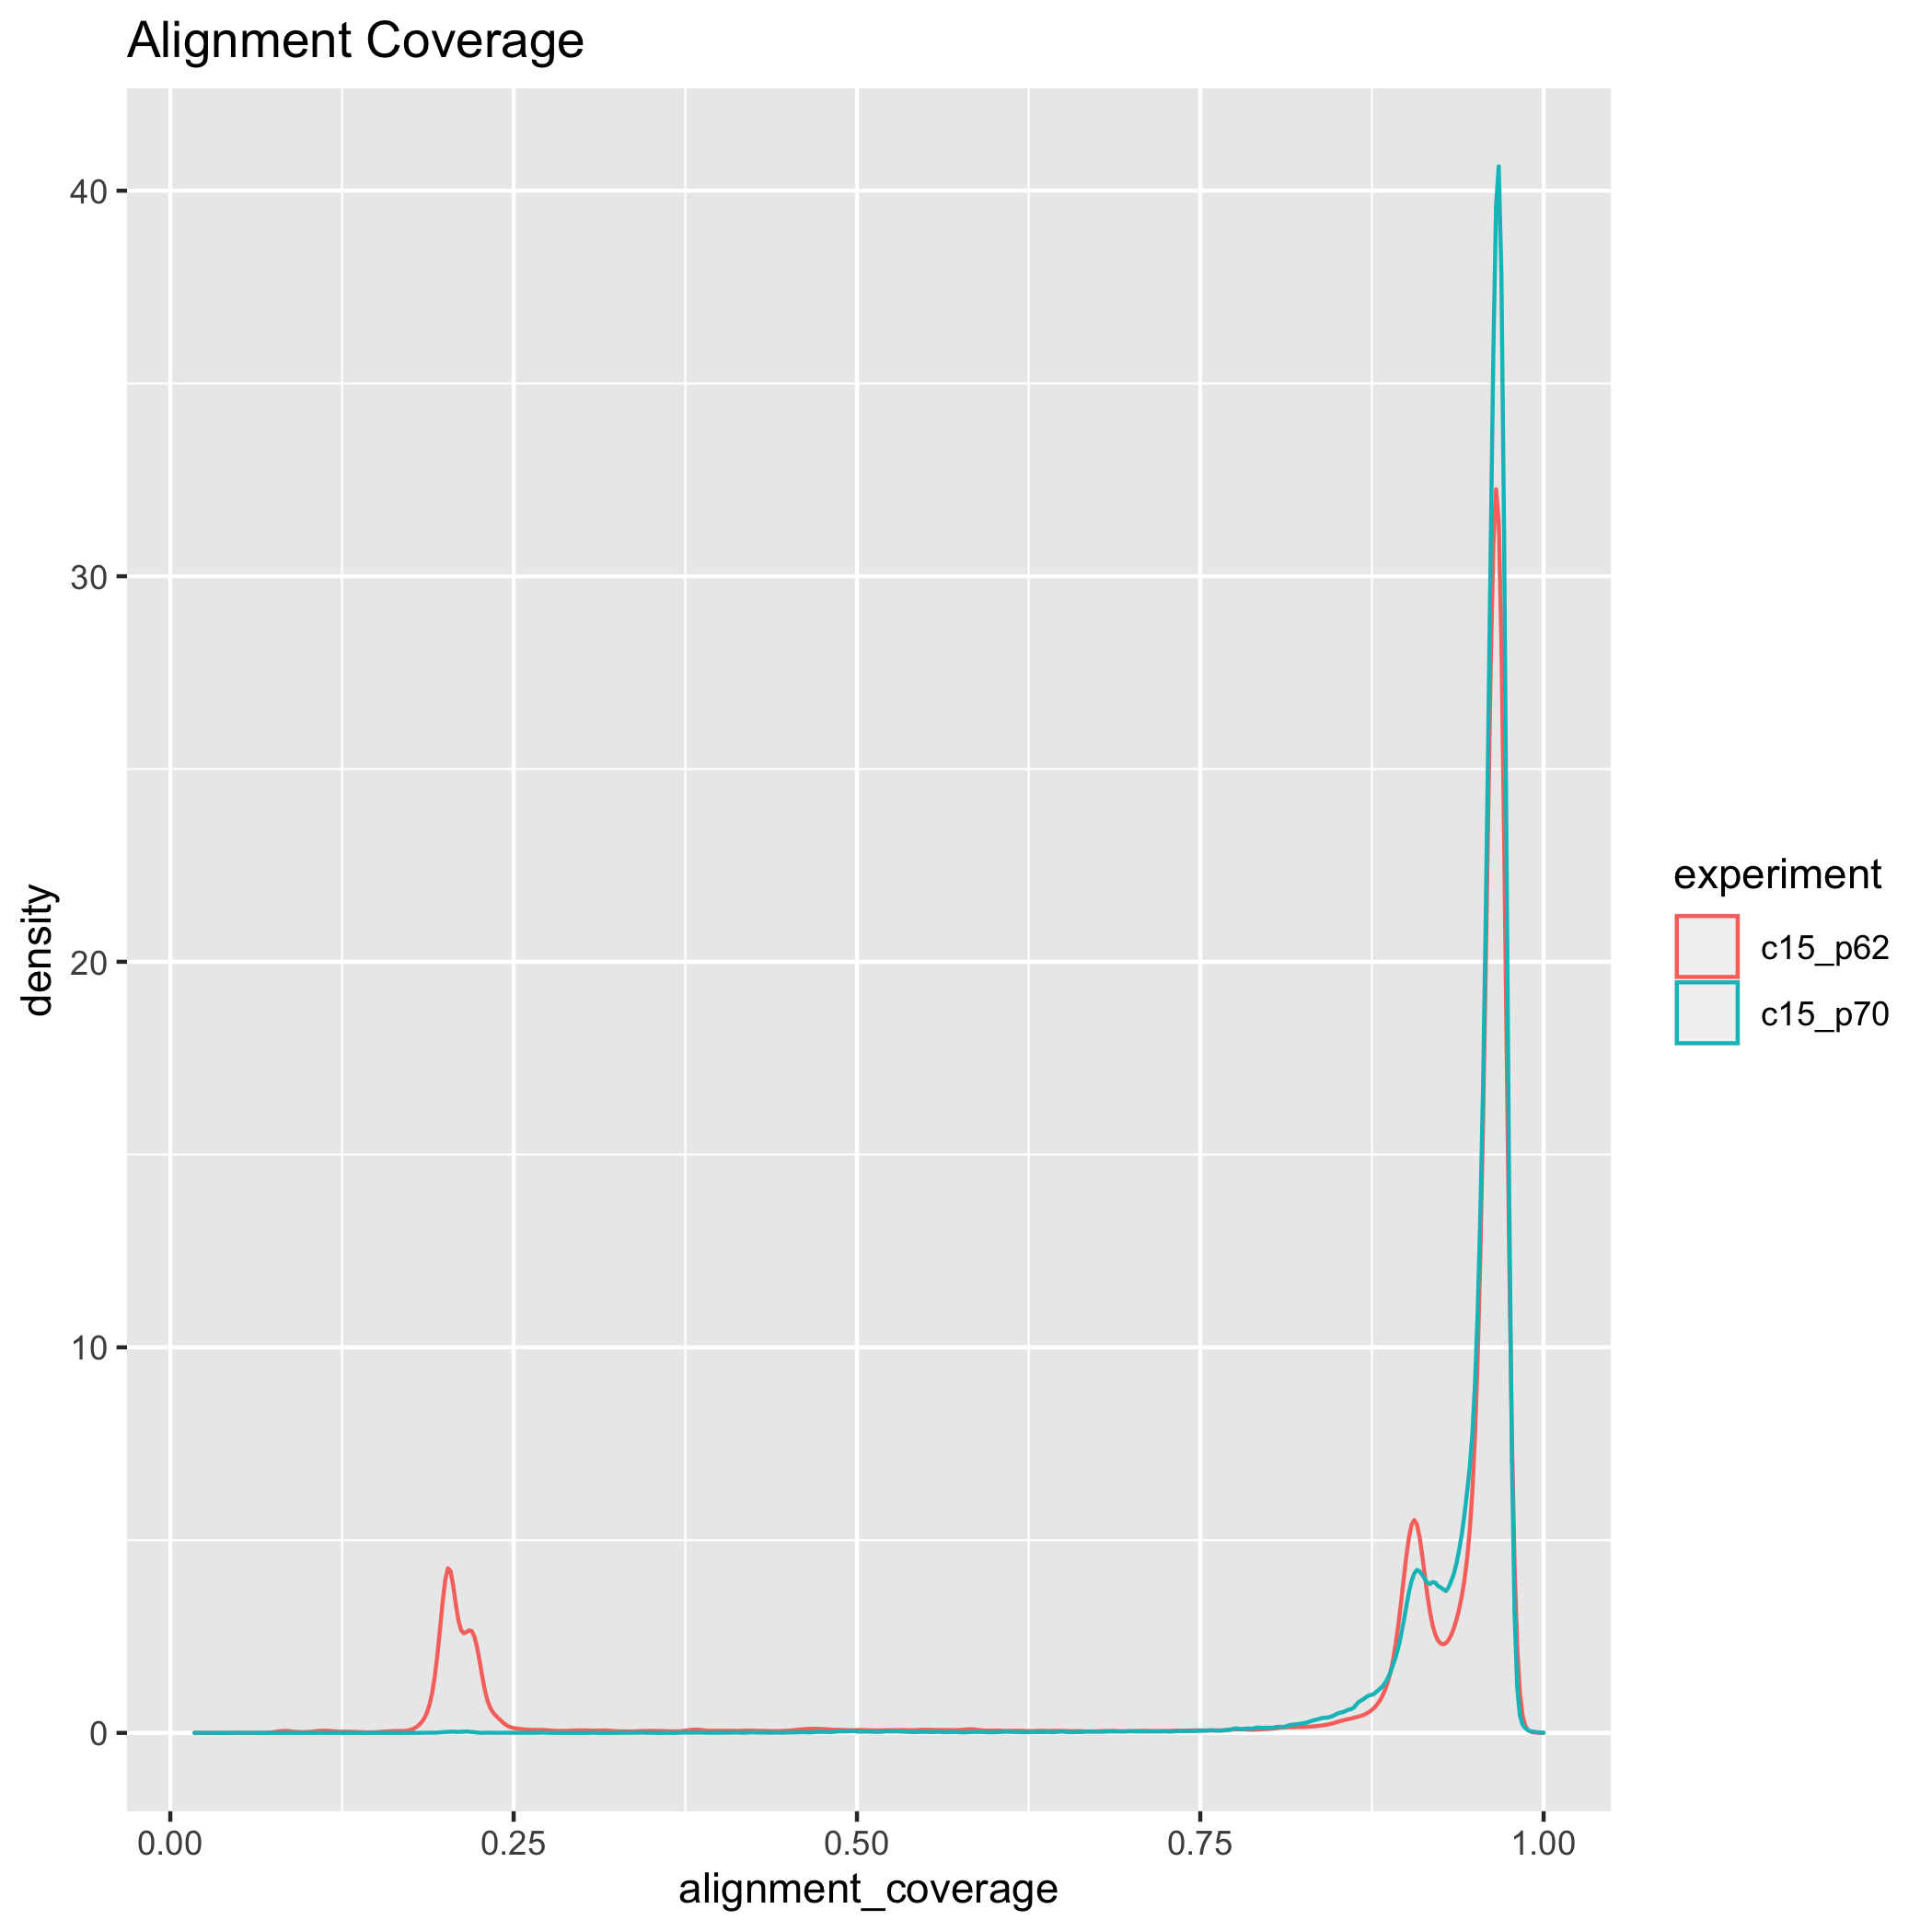 Alignment Coverage
40
30
20
10
0
density
0.00 0.25 0.50 0.75 1.00
alignment_coverage
experiment
c15_p62
c15_p70